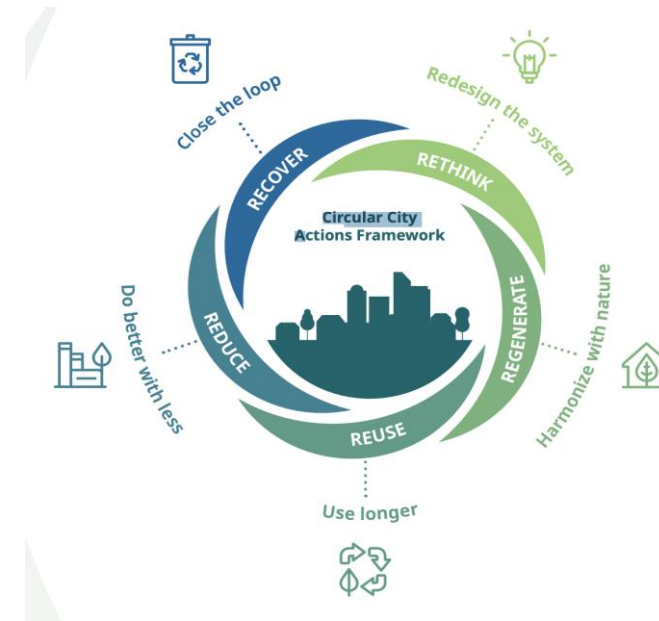 Close the loop
Redesign the system
RECOVER
RETHINK
Circular City
Actions Framework
Do better with less
REDUCE
REGENERATE
Harmonize with nature
REUSE
Use longer